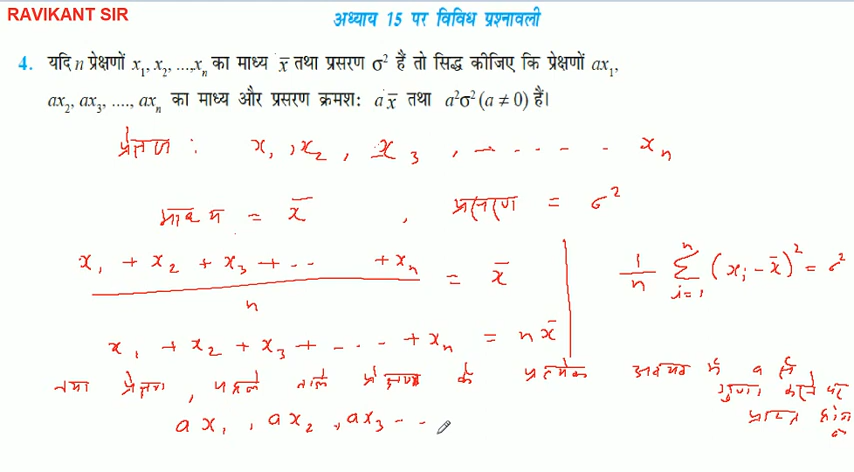 RAVIKANT SIR
अध्याय 15 पर विविध प्रश्नावली
4. यदि n प्रेक्षणों x₁, x₂, ...,xₙ का माध्य x̄ तथा प्रसरण σ² हैं तो सिद्ध कीजिए कि प्रेक्षणों ax₁,
ax₂, ax₃, ...., axₙ का माध्य और प्रसरण क्रमश: a x̄ तथा a²σ² (a ≠ 0) हैं।
प्रेक्षण : x₁, x₂, x₃, - . . . . . xₙ
माध्य = x̄ , प्रसरण = σ²
(x₁ + x₂ + x₃ + - . . + xₙ) / n = x̄
1/n Σᵢ₌₁ⁿ (xᵢ - x̄)² = σ²
x₁ + x₂ + x₃ + - . . + xₙ = n x̄
नया प्रेक्षण, पहले वाले प्रेक्षण के प्रत्येक अवयव में a से
गुणा करने पर
प्राप्त होता
है
ax₁, ax₂, ax₃ - -